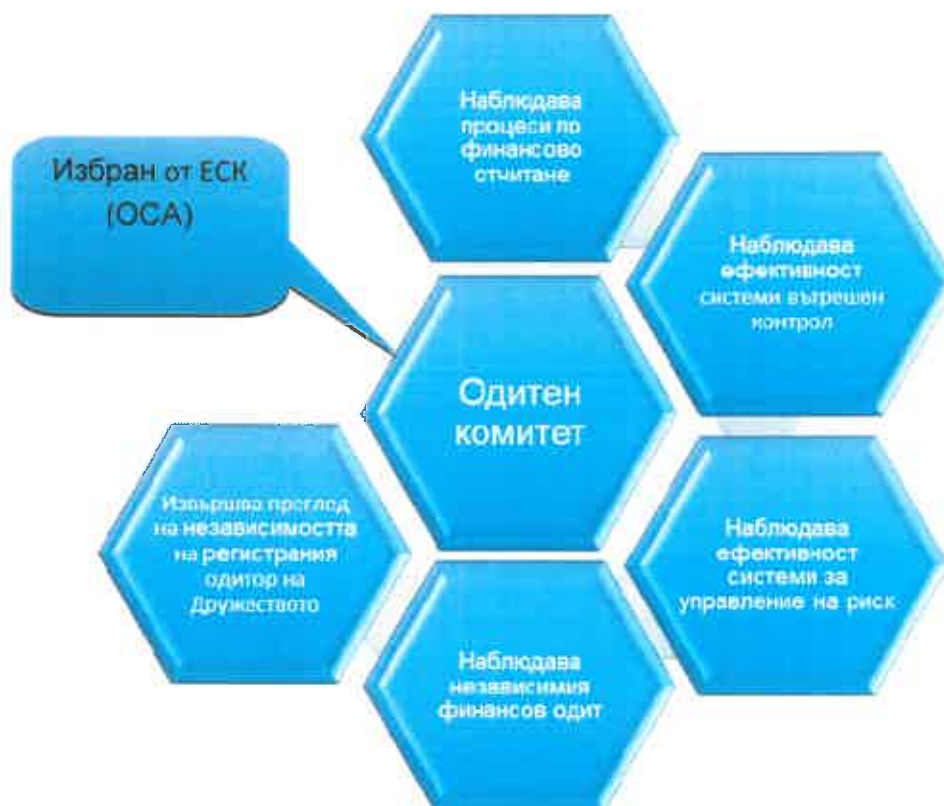 Наблюдава
процеси по
финансово
отчитане
Избран от ЕСК
(ОСА)
Наблюдава
ефективност
системи вътрешен
контрол
Одитен
комитет
Извършва преглед
на независимостта
на регистрания
одитор на
Дружеството
Наблюдава
ефективност
системи за
управление на риск
Наблюдава
независимия
финансов одит